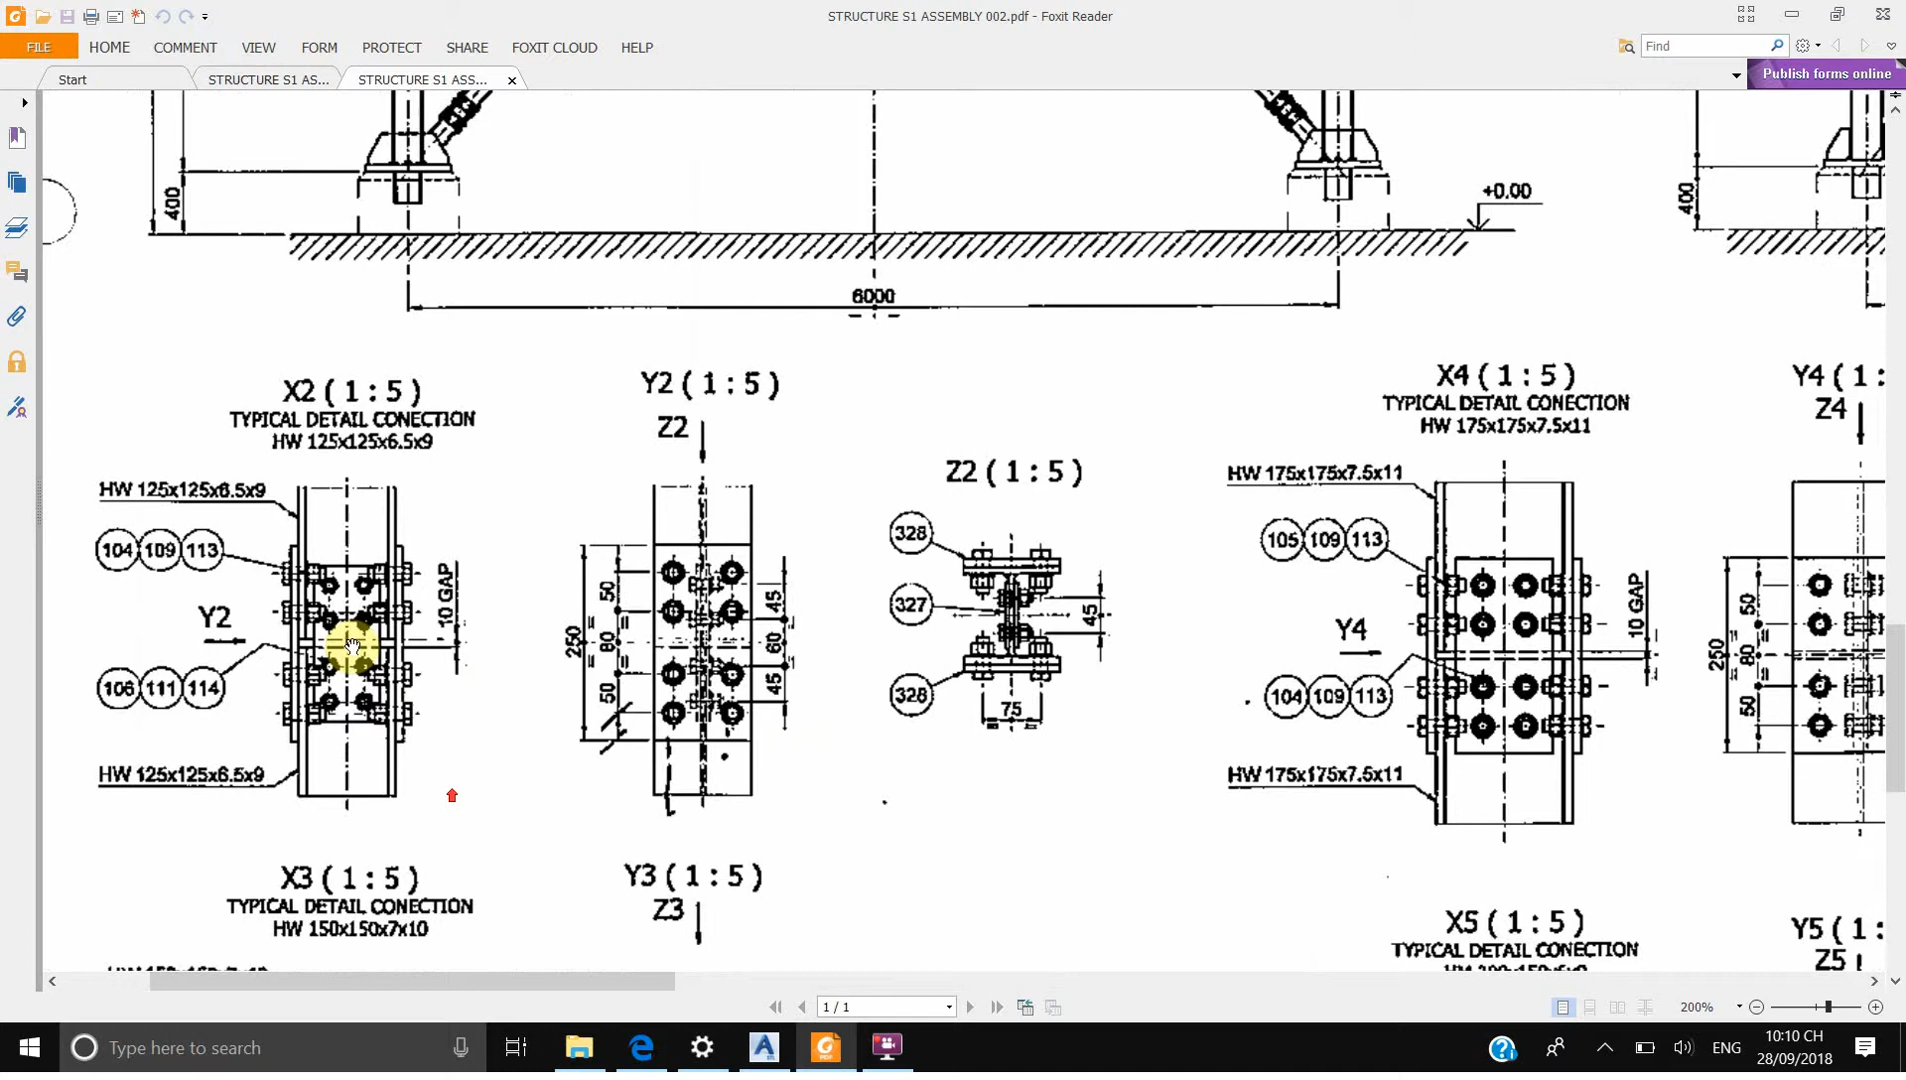 STRUCTURE S1 ASSEMBLY 002.pdf - Foxit Reader
FILE
HOME
COMMENT
VIEW
FORM
PROTECT
SHARE
FOXIT CLOUD
HELP
Find
Start
STRUCTURE S1 AS...
STRUCTURE S1 ASS...
Publish forms online
400
+0.00
400
6000
X2 ( 1 : 5 )
TYPICAL DETAIL CONECTION
HW 125x125x6.5x9
HW 125x125x6.5x9
104 109 113
10 GAP
Y2
106 111 114
HW 125x125x6.5x9
Y2 ( 1 : 5 )
Z2
250
50
80
50
45
60
45
Z2 ( 1 : 5 )
328
327
328
45
75
X4 ( 1 : 5 )
TYPICAL DETAIL CONECTION
HW 175x175x7.5x11
HW 175x175x7.5x11
105 109 113
10 GAP
Y4
104 109 113
HW 175x175x7.5x11
Y4 ( 1 :
Z4
250
50
80
50
X3 ( 1 : 5 )
TYPICAL DETAIL CONECTION
HW 150x150x7x10
Y3 ( 1 : 5 )
Z3
X5 ( 1 : 5 )
TYPICAL DETAIL CONECTION
Y5 ( 1 :
Z5
1 / 1
200%
Type here to search
ENG
10:10 CH
28/09/2018